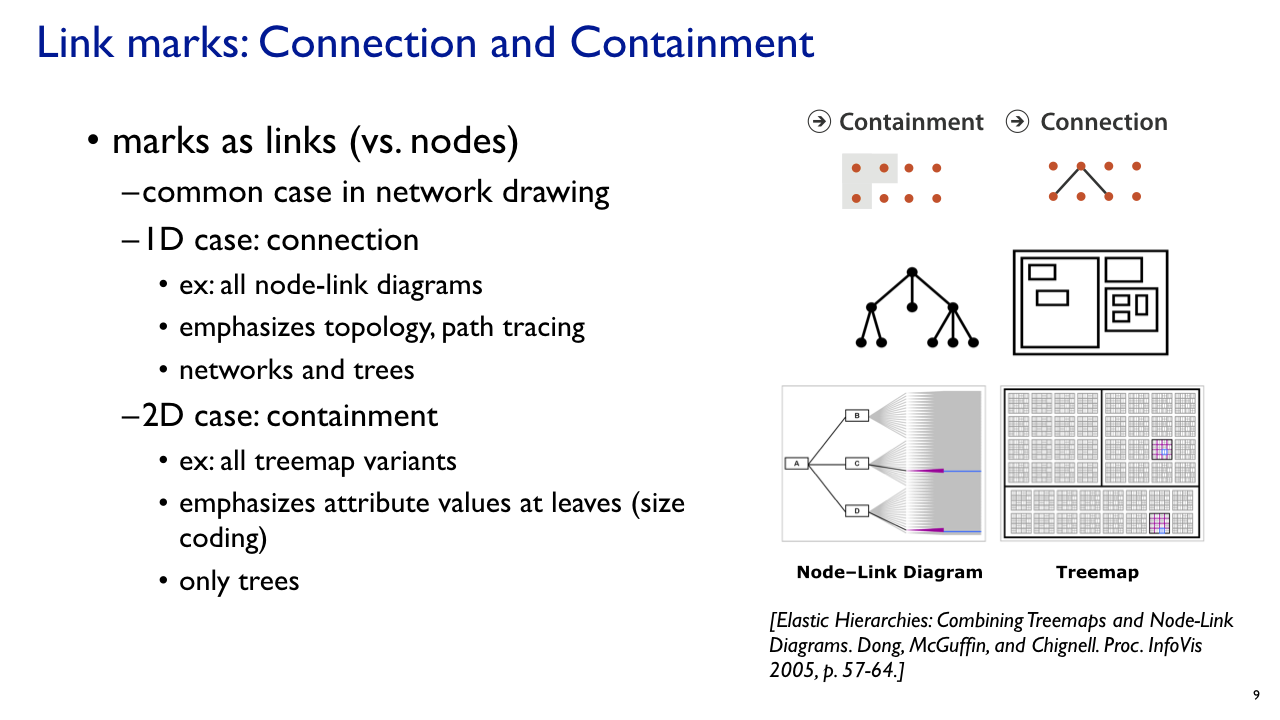 Link marks: Connection and Containment
• marks as links (vs. nodes)
–common case in network drawing
–1D case: connection
• ex: all node-link diagrams
• emphasizes topology, path tracing
• networks and trees
–2D case: containment
• ex: all treemap variants
• emphasizes attribute values at leaves (size
coding)
• only trees
Containment
Connection
A
B
C
D
Node–Link Diagram
Treemap
[Elastic Hierarchies: Combining Treemaps and Node-Link
Diagrams. Dong, McGuffin, and Chignell. Proc. InfoVis
2005, p. 57-64.]
9